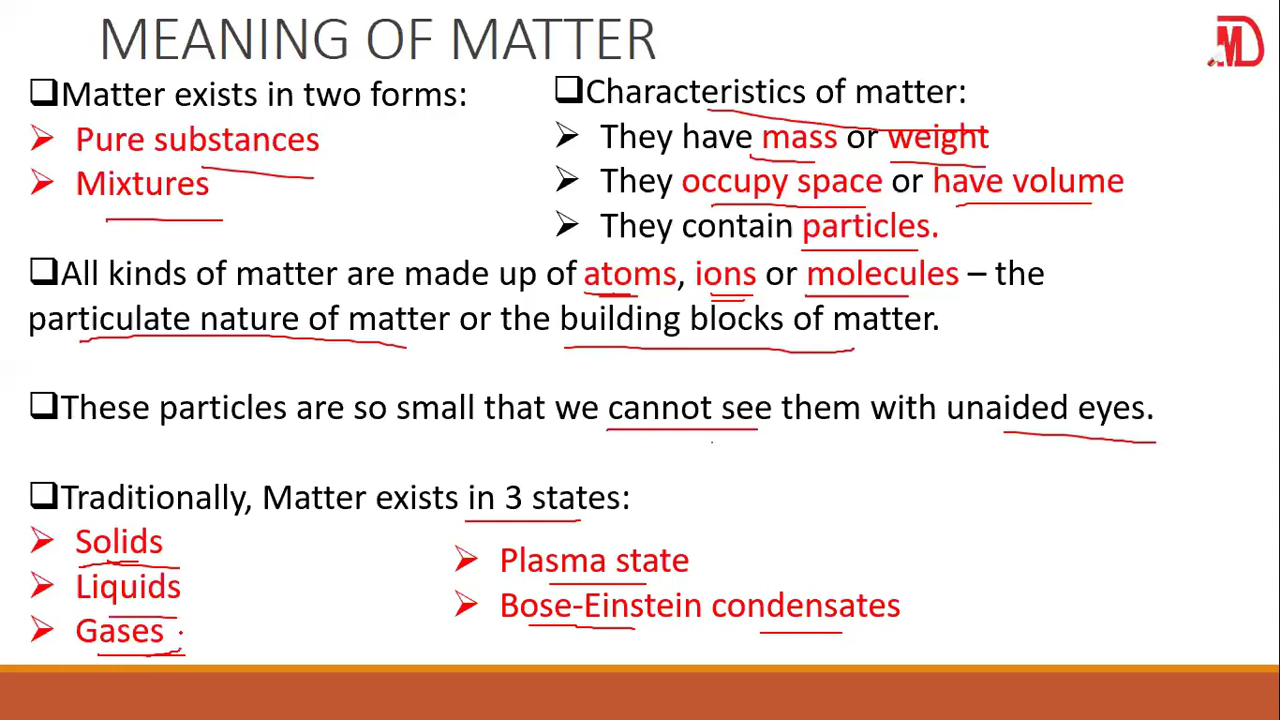 MEANING OF MATTER
❑Matter exists in two forms:
➢ Pure substances
➢ Mixtures
❑Characteristics of matter:
➢ They have mass or weight
➢ They occupy space or have volume
➢ They contain particles.
❑All kinds of matter are made up of atoms, ions or molecules – the
particulate nature of matter or the building blocks of matter.
❑These particles are so small that we cannot see them with unaided eyes.
❑Traditionally, Matter exists in 3 states:
➢ Solids
➢ Liquids
➢ Gases
➢ Plasma state
➢ Bose-Einstein condensates
MD